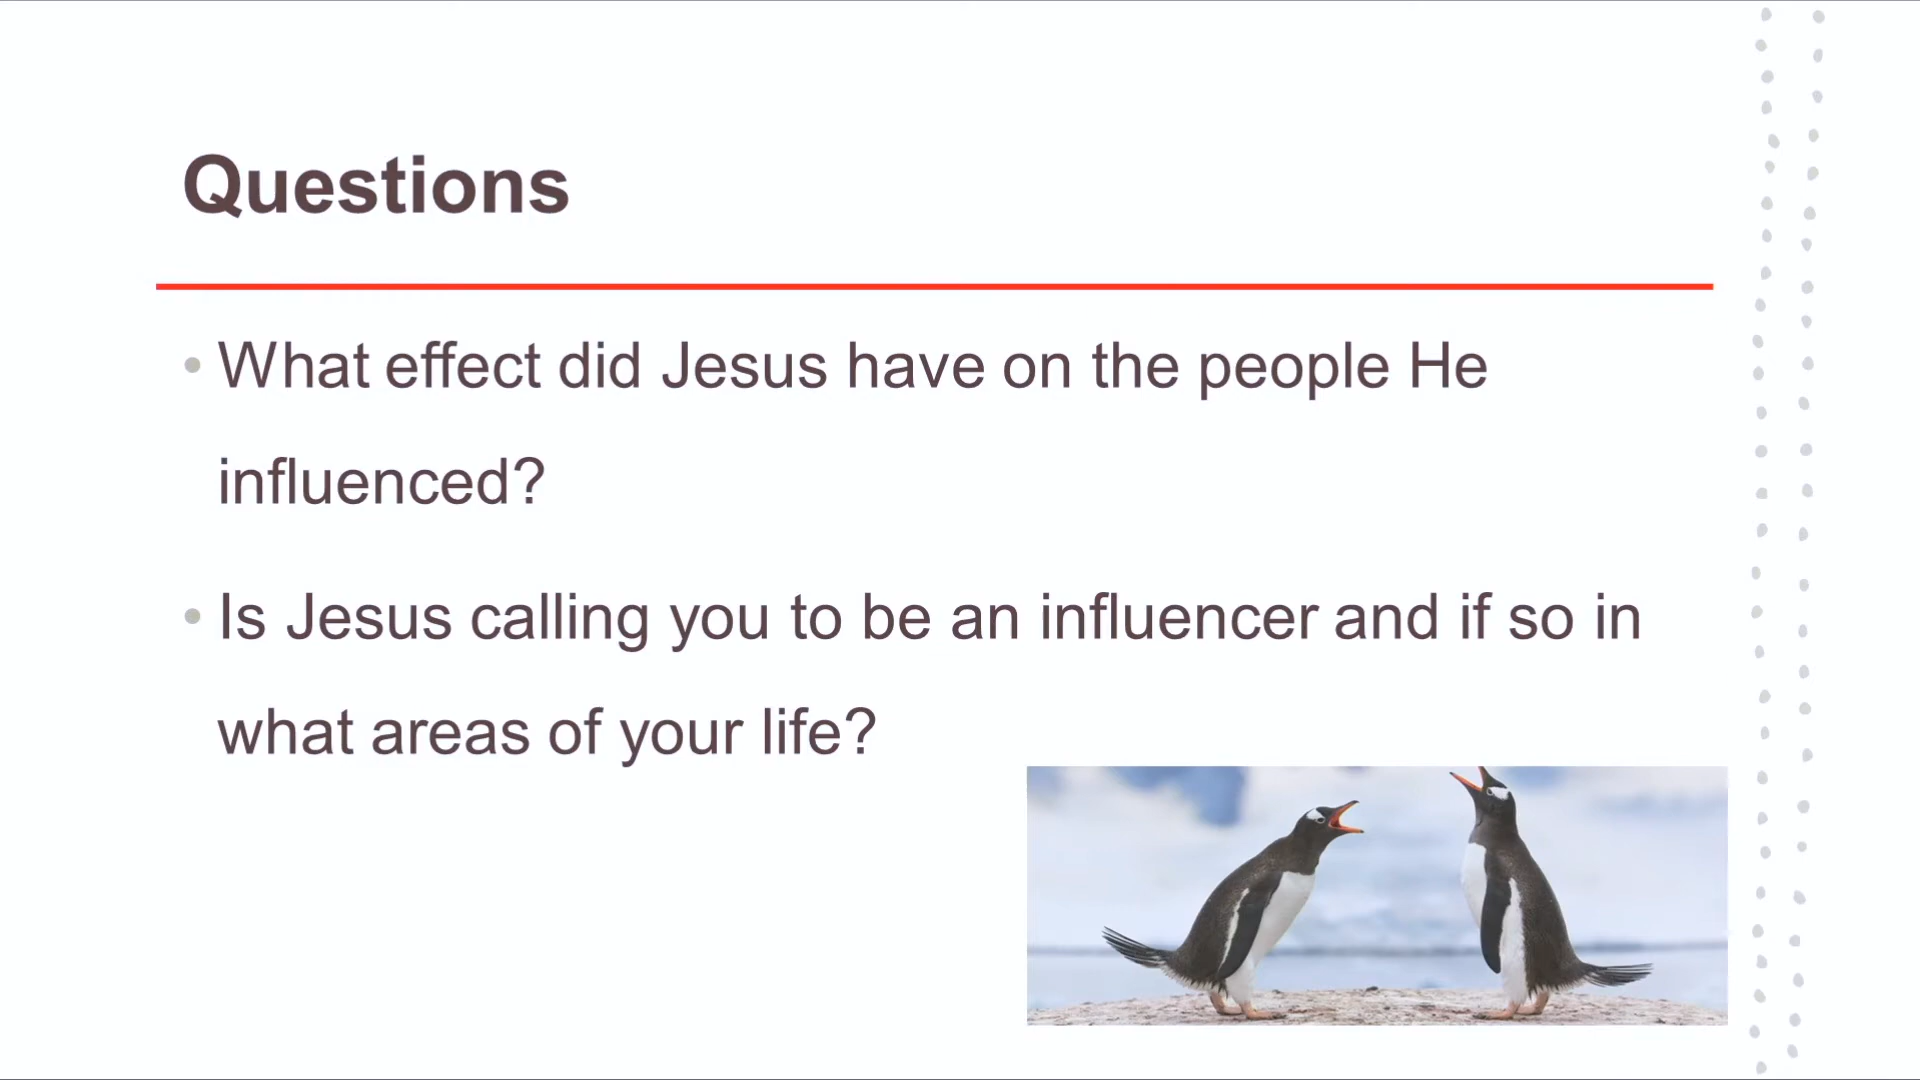 Questions
• What effect did Jesus have on the people He
influenced?
• Is Jesus calling you to be an influencer and if so in
what areas of your life?